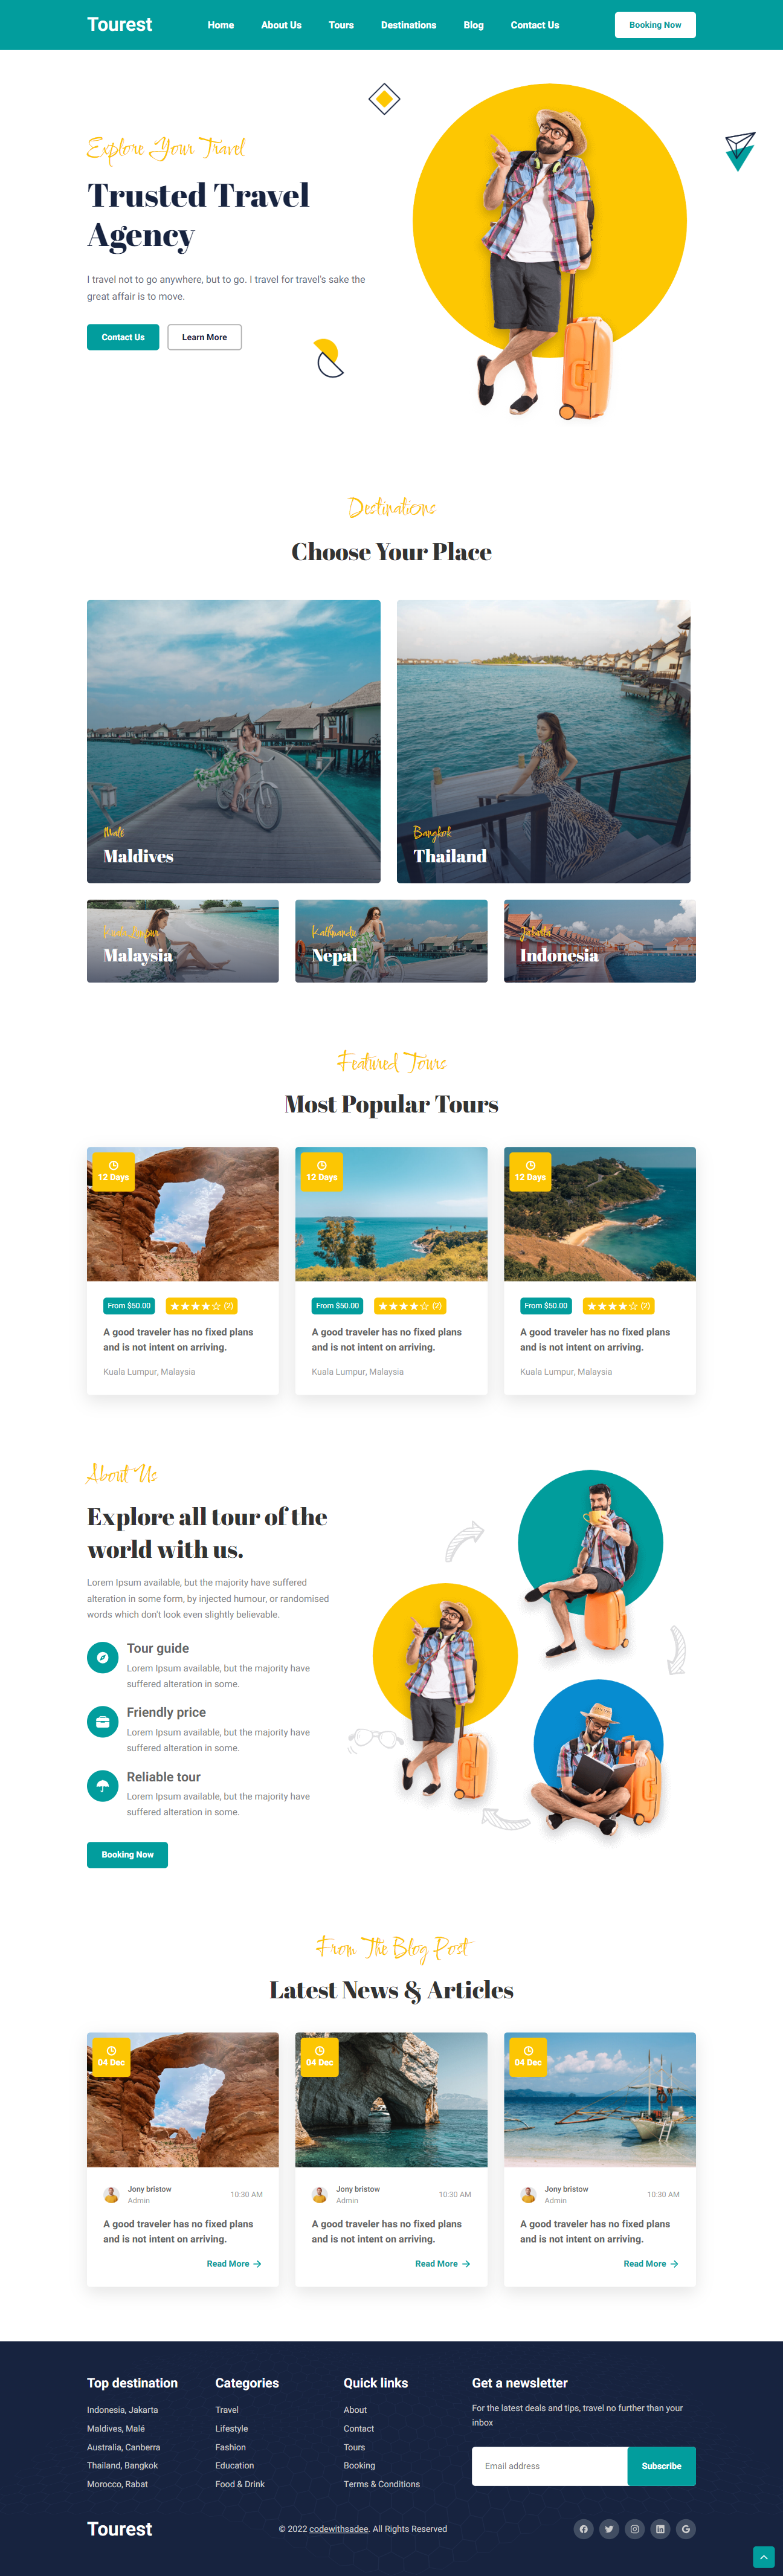 Tourest
Home
About Us
Tours
Destinations
Blog
Contact Us
Booking Now
Explore Your Travel
Trusted Travel
Agency
I travel not to go anywhere, but to go. I travel for travel's sake the
great affair is to move.
Contact Us
Learn More
Destinations
Choose Your Place
Malé
Maldives
Bangkok
Thailand
Kuala Lumpur
Malaysia
Kathmandu
Nepal
Jakarta
Indonesia
Featured Tours
Most Popular Tours
12 Days
From $50.00
(2)
A good traveler has no fixed plans
and is not intent on arriving.
Kuala Lumpur, Malaysia
12 Days
From $50.00
(2)
A good traveler has no fixed plans
and is not intent on arriving.
Kuala Lumpur, Malaysia
12 Days
From $50.00
(2)
A good traveler has no fixed plans
and is not intent on arriving.
Kuala Lumpur, Malaysia
About Us
Explore all tour of the
world with us.
Lorem Ipsum available, but the majority have suffered
alteration in some form, by injected humour, or randomised
words which don't look even slightly believable.
Tour guide
Lorem Ipsum available, but the majority have
suffered alteration in some.
Friendly price
Lorem Ipsum available, but the majority have
suffered alteration in some.
Reliable tour
Lorem Ipsum available, but the majority have
suffered alteration in some.
Booking Now
From The Blog Post
Latest News & Articles
04 Dec
Jony bristow
Admin
10:30 AM
A good traveler has no fixed plans
and is not intent on arriving.
Read More
04 Dec
Jony bristow
Admin
10:30 AM
A good traveler has no fixed plans
and is not intent on arriving.
Read More
04 Dec
Jony bristow
Admin
10:30 AM
A good traveler has no fixed plans
and is not intent on arriving.
Read More
Top destination
Indonesia, Jakarta
Maldives, Malé
Australia, Canberra
Thailand, Bangkok
Morocco, Rabat
Categories
Travel
Lifestyle
Fashion
Education
Food & Drink
Quick links
About
Contact
Tours
Booking
Terms & Conditions
Get a newsletter
For the latest deals and tips, travel no further than your
inbox
Email address
Subscribe
Tourest
© 2022 codewithsadee. All Rights Reserved